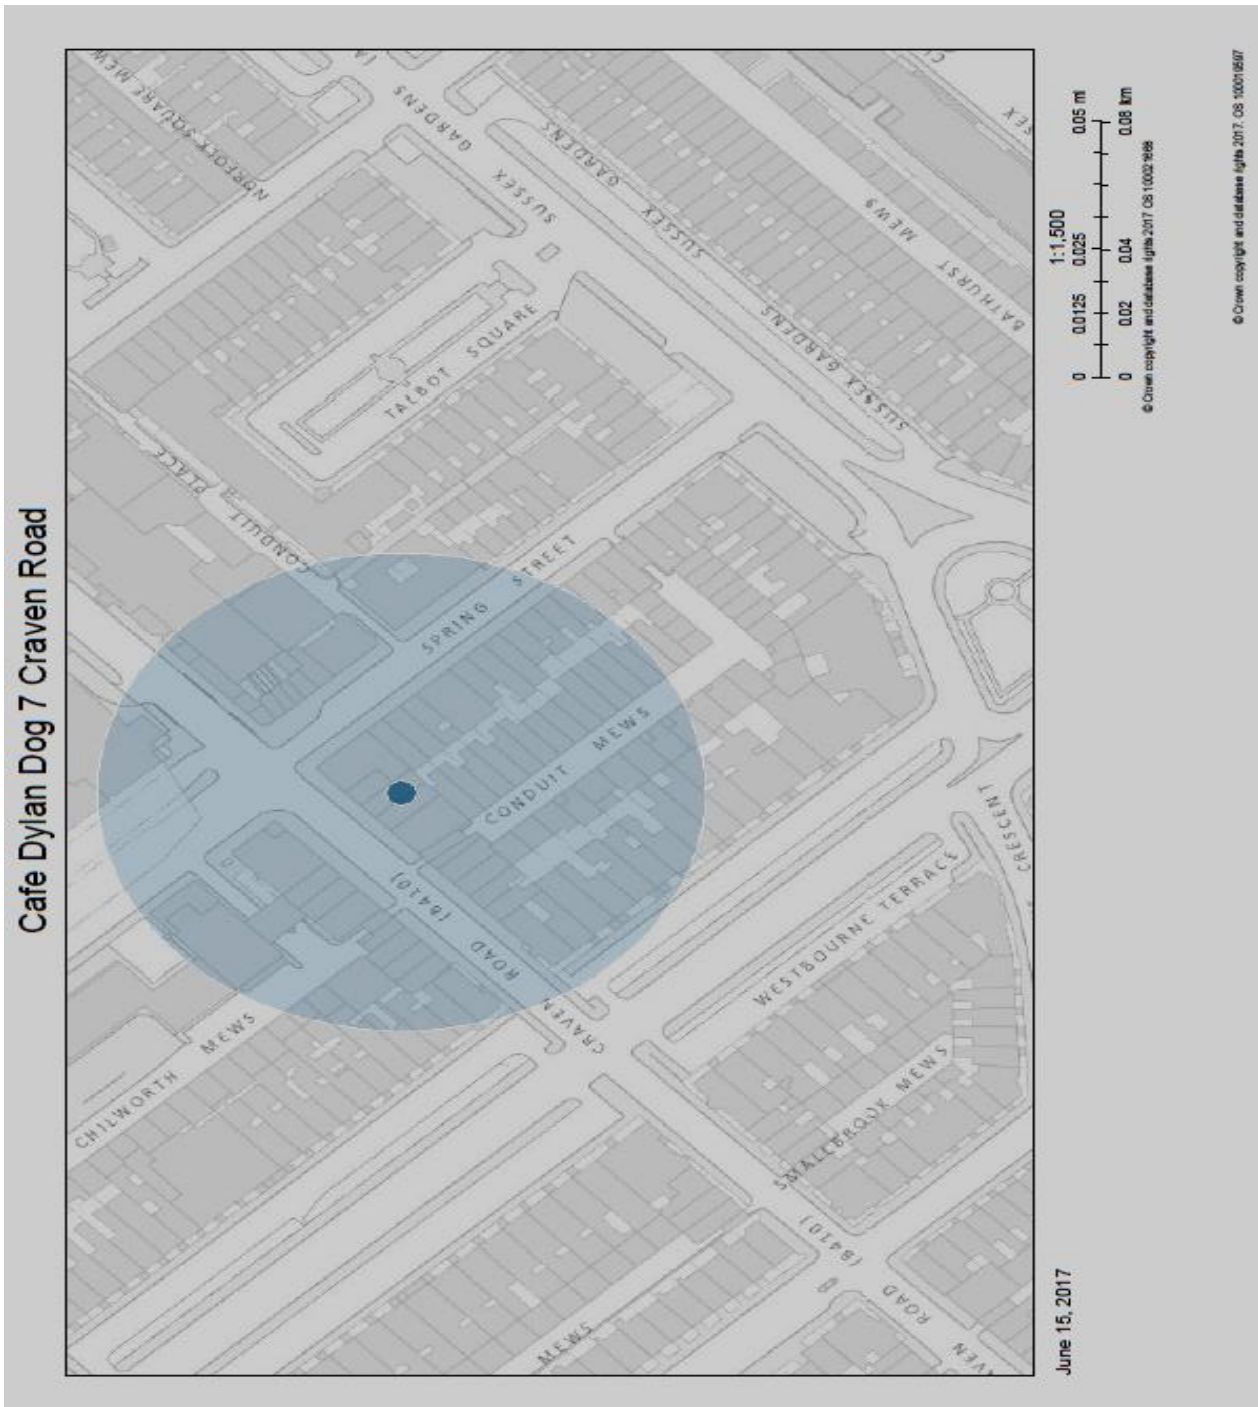 Cafe Dylan Dog 7 Craven Road
NORFOLK SQUARE MEW
GARDENS
SUSSEX
SUSSEX GARDENS
SUSSEX GARDENS
BATHURST MEWS
TALBOT SQUARE
CONDUIT PLACE
SPRING STREET
CONDUIT MEWS
CRAVEN ROAD (B410)
CHILWORTH MEWS
WESTBOURNE TERRACE
CRESCENT
SMALLBROOK MEWS
MEWS
(B410)
AVEN ROAD
June 15, 2017
1:1,500
0 0.0125 0.025 0.05 mi
0 0.02 0.04 0.08 km
© Crown copyright and database rights 2017 OS 100021668
© Crown copyright and database rights 2017. OS 100019597